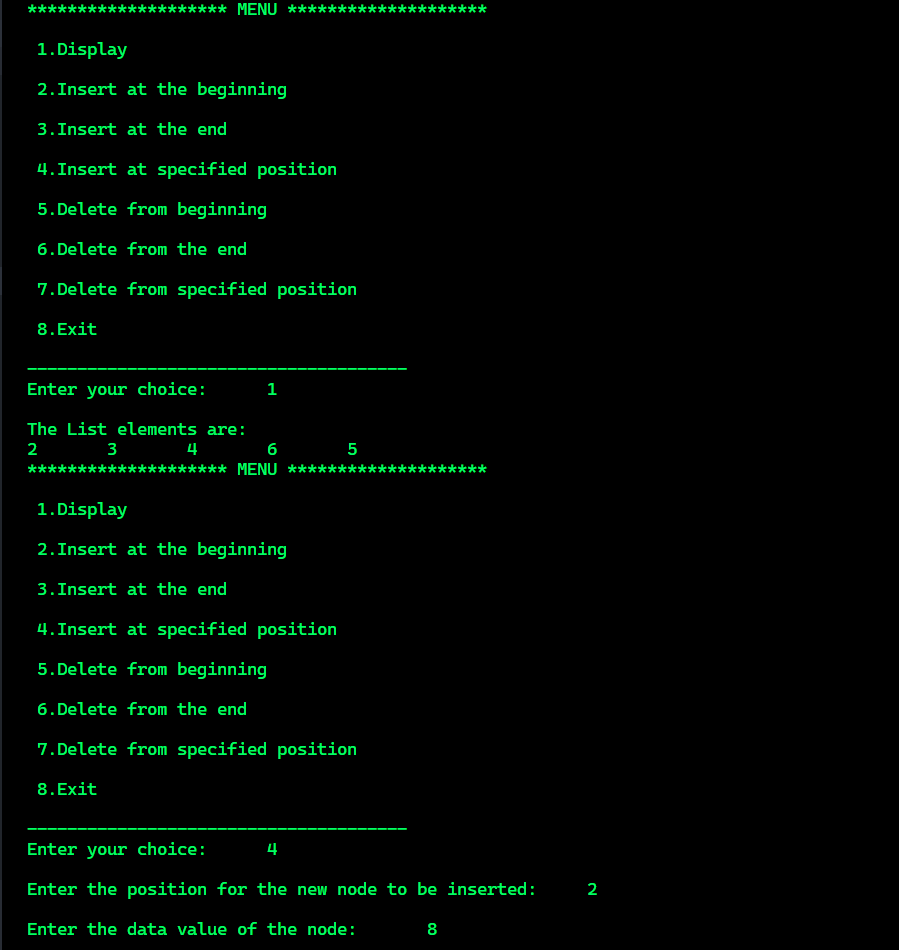 ******************** MENU ********************
1.Display
2.Insert at the beginning
3.Insert at the end
4.Insert at specified position
5.Delete from beginning
6.Delete from the end
7.Delete from specified position
8.Exit
______________________________________
Enter your choice:      1
The List elements are:
2       3       4       6       5
******************** MENU ********************
1.Display
2.Insert at the beginning
3.Insert at the end
4.Insert at specified position
5.Delete from beginning
6.Delete from the end
7.Delete from specified position
8.Exit
______________________________________
Enter your choice:      4
Enter the position for the new node to be inserted:     2
Enter the data value of the node:       8